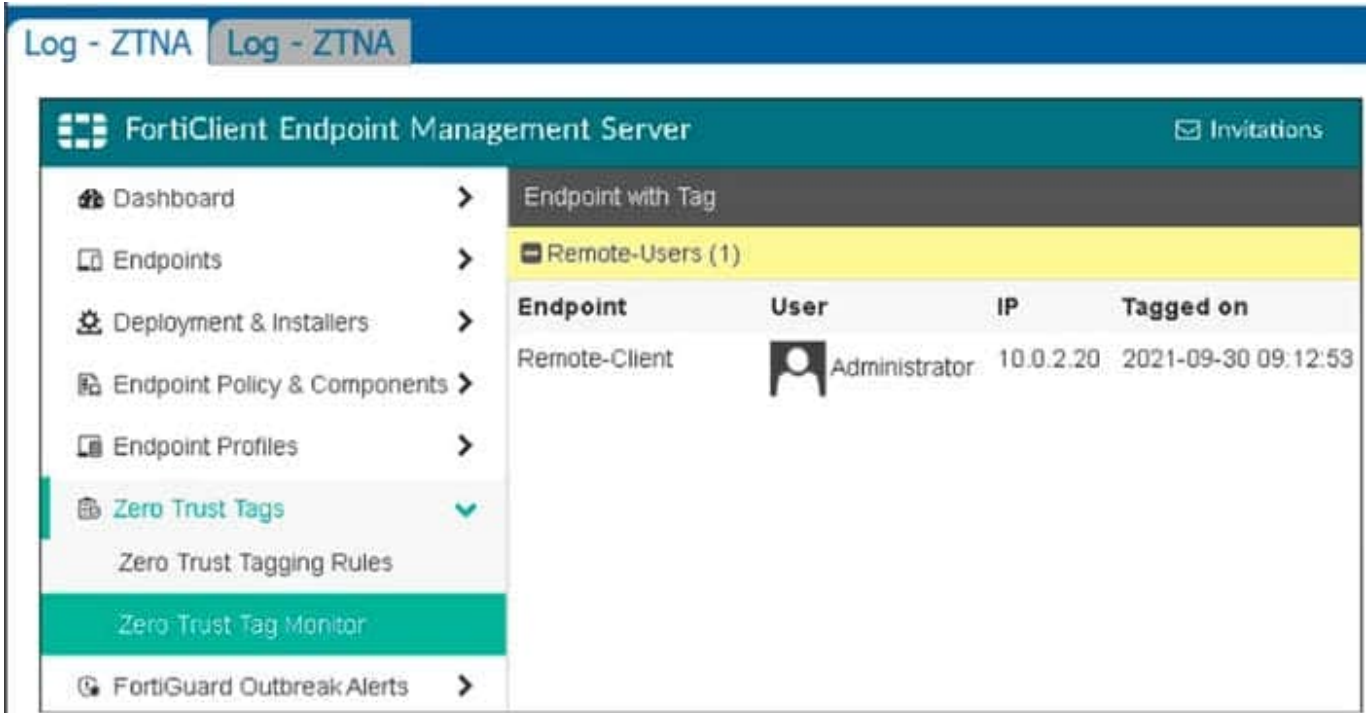 Log - ZTNA Log - ZTNA
FortiClient Endpoint Management Server Invitations
Dashboard
Endpoints
Deployment & Installers
Endpoint Policy & Components
Endpoint Profiles
Zero Trust Tags
Zero Trust Tagging Rules
Zero Trust Tag Monitor
FortiGuard Outbreak Alerts
Endpoint with Tag
Remote-Users (1)
Endpoint User IP Tagged on
Remote-Client Administrator 10.0.2.20 2021-09-30 09:12:53